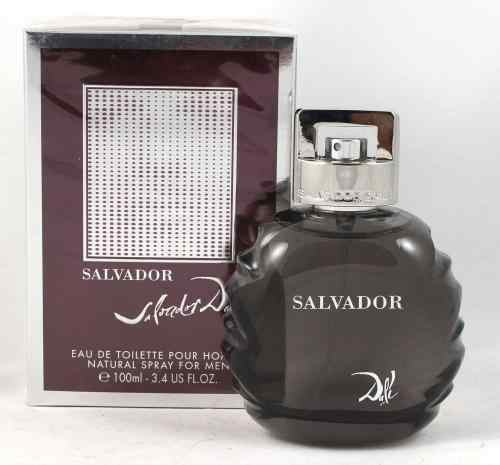 SALVADOR
Salvador Da
EAU DE TOILETTE POUR HOM
NATURAL SPRAY FOR MEN
℮ 100ml - 3.4 US FL.OZ.
SALVADOR
Dalí